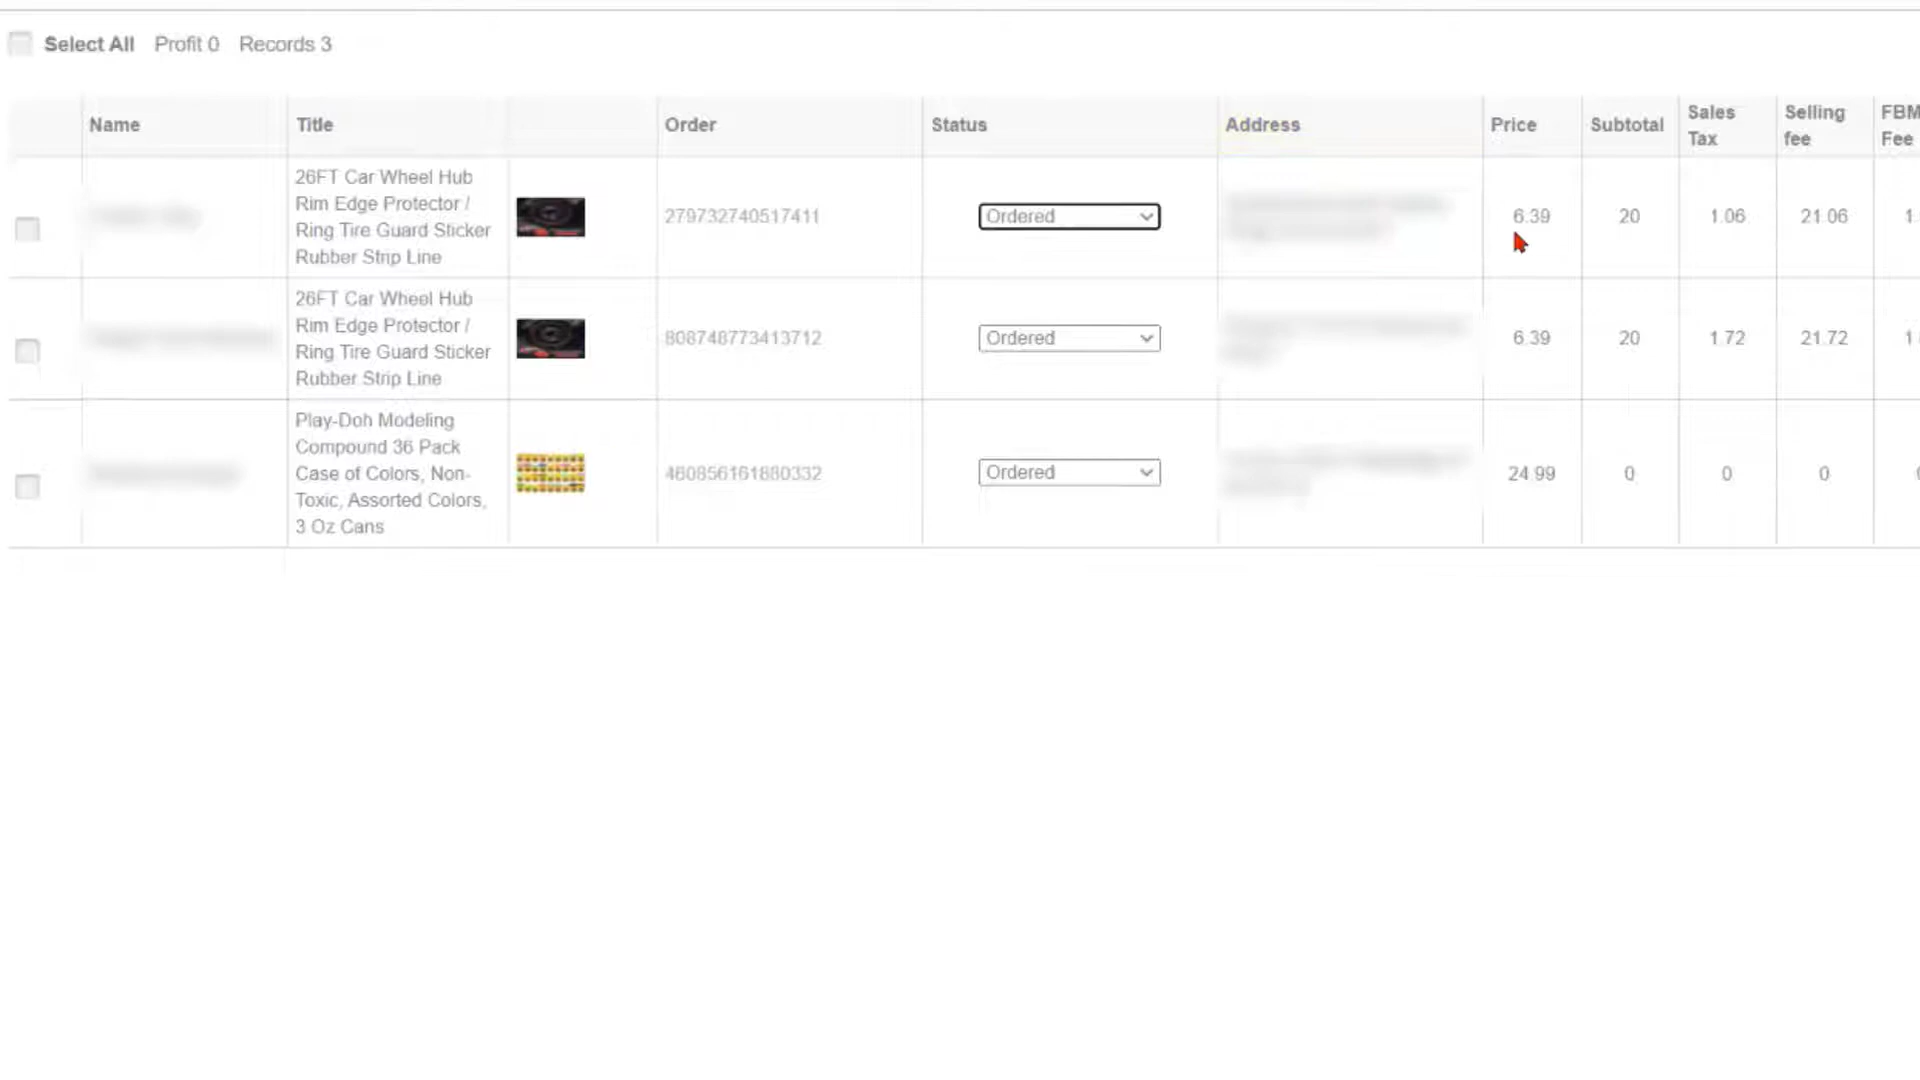 Select All Profit 0 Records 3
Name Title Order Status Address Price Subtotal Sales Tax Selling fee FBM Fee
26FT Car Wheel Hub
Rim Edge Protector /
Ring Tire Guard Sticker
Rubber Strip Line
279732740517411 Ordered 6.39 20 1.06 21.06 1.
26FT Car Wheel Hub
Rim Edge Protector /
Ring Tire Guard Sticker
Rubber Strip Line
808748773413712 Ordered 6.39 20 1.72 21.72 1
Play-Doh Modeling
Compound 36 Pack
Case of Colors, Non-
Toxic, Assorted Colors,
3 Oz Cans
460856161880332 Ordered 24.99 0 0 0